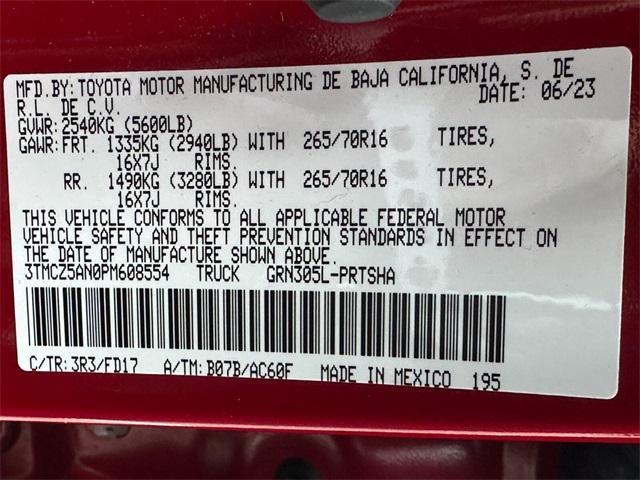 MFD.BY: TOYOTA MOTOR MANUFACTURING DE BAJA CALIFORNIA, S. DE
R.L. DE C.V. DATE: 06/23
GVWR: 2540KG (5600LB)
GAWR: FRT. 1335KG (2940LB) WITH 265/70R16 TIRES,
16X7J RIMS.
RR. 1490KG (3280LB) WITH 265/70R16 TIRES,
16X7J RIMS.
THIS VEHICLE CONFORMS TO ALL APPLICABLE FEDERAL MOTOR
VEHICLE SAFETY AND THEFT PREVENTION STANDARDS IN EFFECT ON
THE DATE OF MANUFACTURE SHOWN ABOVE.
3TMCZ5AN0PM608554 TRUCK GRN305L-PRTSHA
C/TR: 3R3/FD17 A/TM: B07B/AC60F MADE IN MEXICO 195